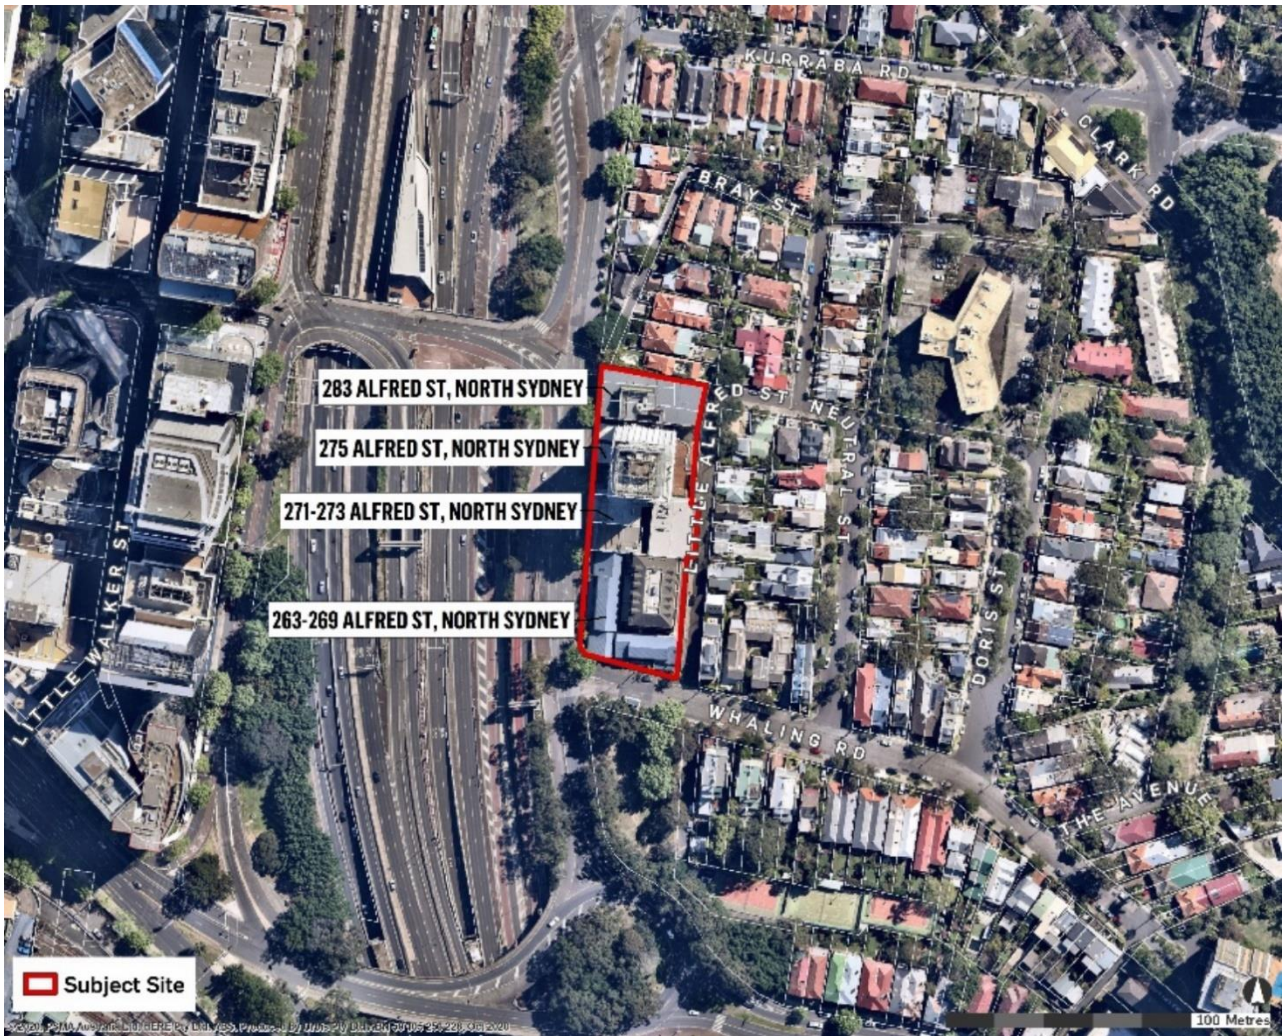 KURRABA RD
CLARK RD
BRAY ST
283 ALFRED ST, NORTH SYDNEY
275 ALFRED ST, NORTH SYDNEY
271-273 ALFRED ST, NORTH SYDNEY
263-269 ALFRED ST, NORTH SYDNEY
LITTLE ALFRED ST
NEUTRAL ST
DORIS ST
LITTLE WALKER ST
WHALING RD
THE AVENUE
Subject Site
100 Metres